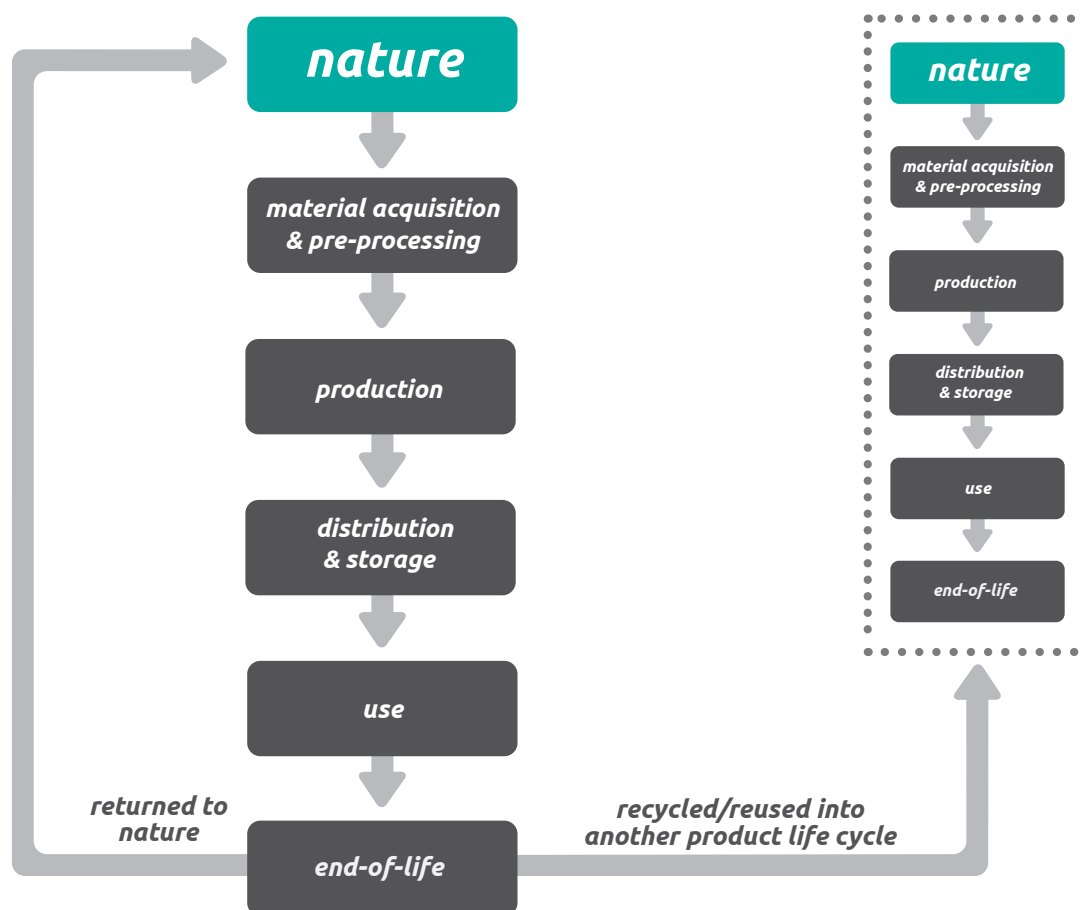 nature
material acquisition
& pre-processing
production
distribution
& storage
use
end-of-life
returned to
nature
recycled/reused into
another product life cycle
nature
material acquisition
& pre-processing
production
distribution
& storage
use
end-of-life